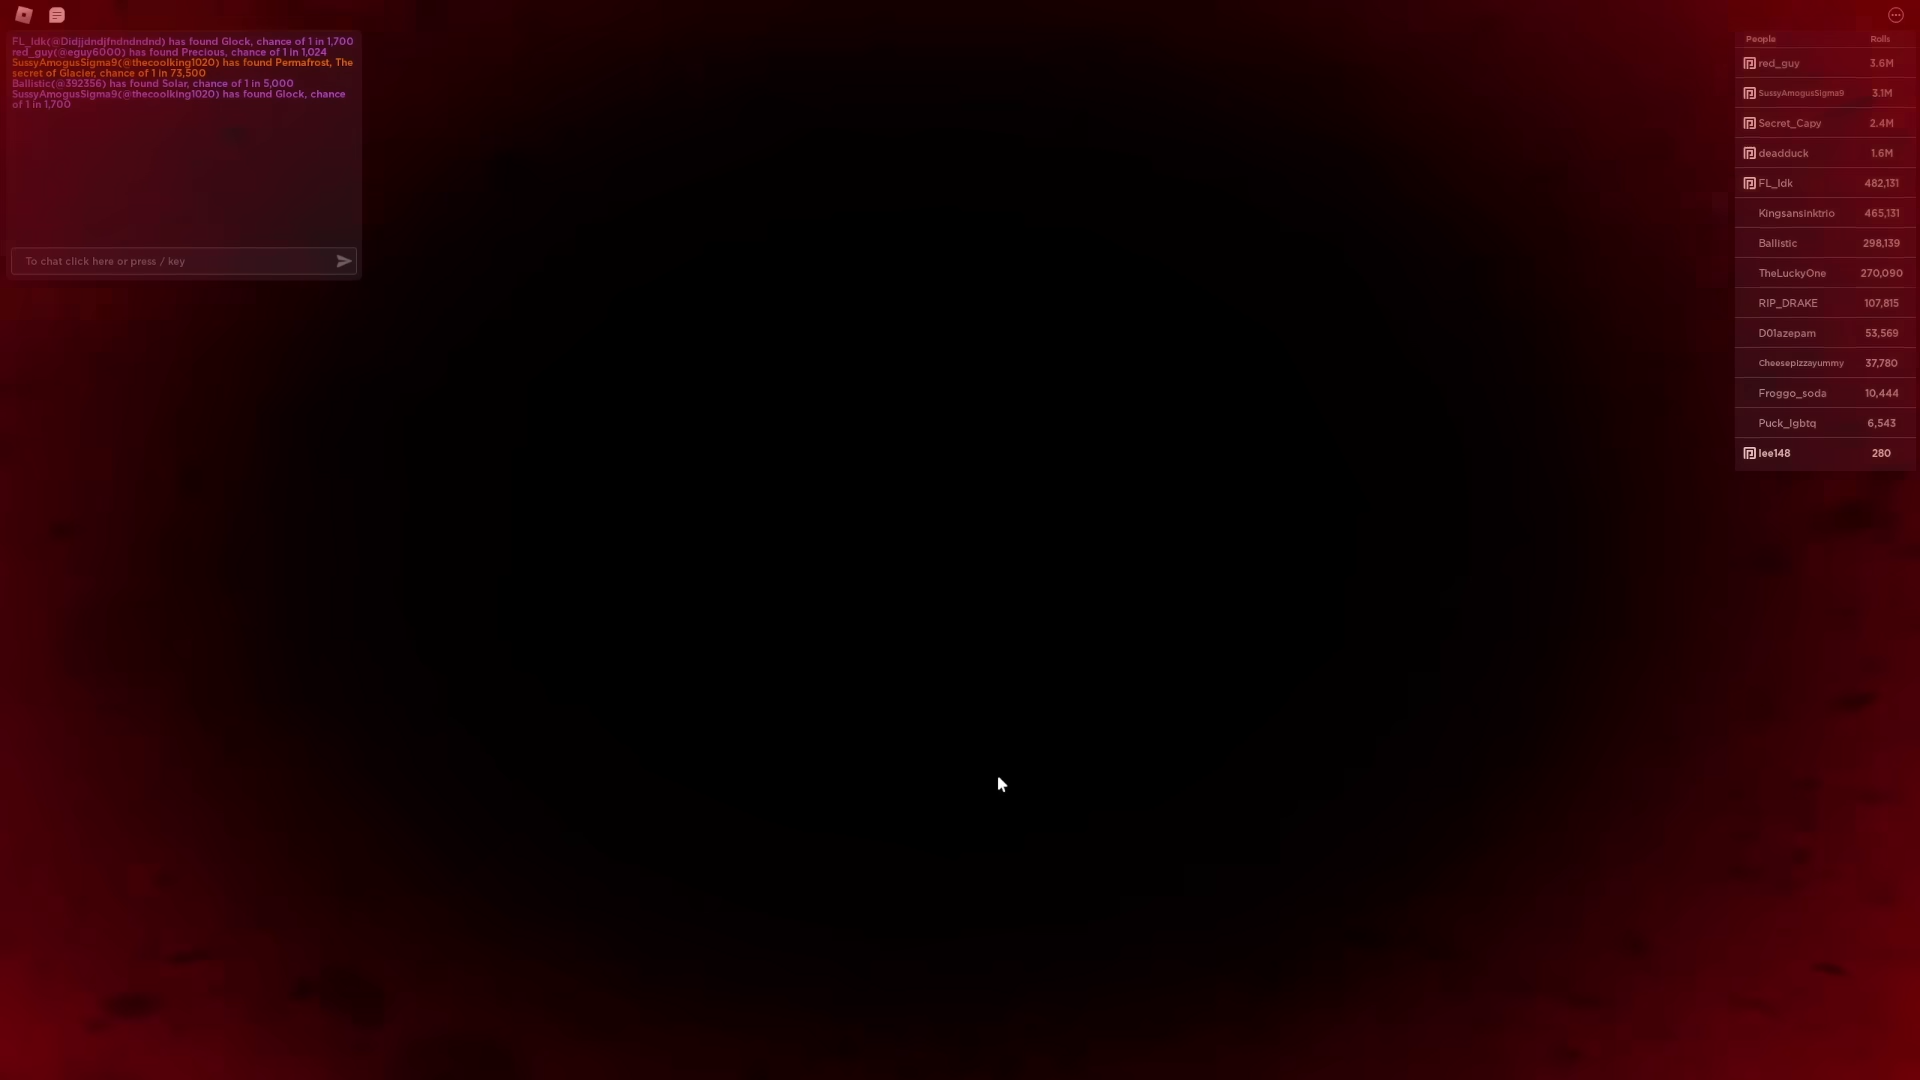 FL_Idk(@Didjjdndjfndndndnd) has found Glock, chance of 1 in 1,700
red_guy(@eguy6000) has found Precious, chance of 1 in 1,024
SussyAmogusSigma9(@thecoolking1020) has found Permafrost, The
secret of Glacier, chance of 1 in 73,500
Ballistic(@392356) has found Solar, chance of 1 in 5,000
SussyAmogusSigma9(@thecoolking1020) has found Glock, chance
of 1 in 1,700
To chat click here or press / key
People Rolls
red_guy 3.6M
SussyAmogusSigma9 3.1M
Secret_Capy 2.4M
deadduck 1.6M
FL_Idk 482,131
Kingsansinktrio 465,131
Ballistic 298,139
TheLuckyOne 270,090
RIP_DRAKE 107,815
D01azepam 53,569
Cheesepizzayummy 37,780
Froggo_soda 10,444
Puck_lgbtq 6,543
lee148 280